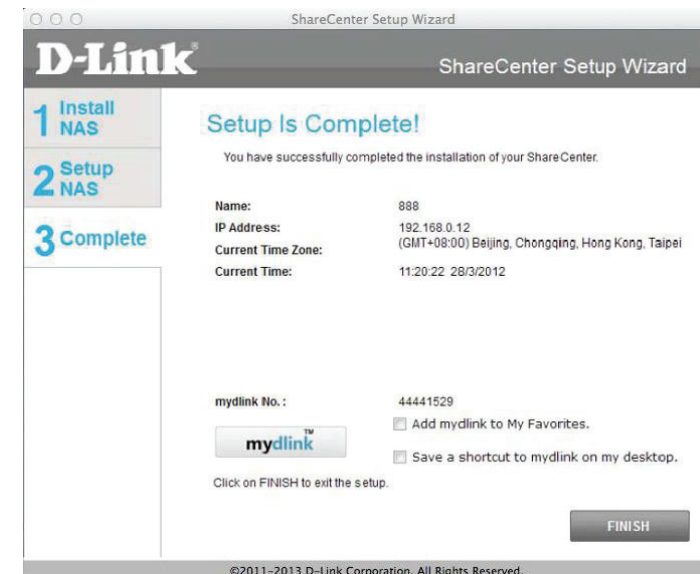 ShareCenter Setup Wizard
D-Link®
ShareCenter Setup Wizard
1 Install NAS
2 Setup NAS
3 Complete
Setup Is Complete!
You have successfully completed the installation of your ShareCenter.
Name: 888
IP Address: 192.168.0.12
Current Time Zone: (GMT+08:00) Beijing, Chongqing, Hong Kong, Taipei
Current Time: 11:20:22 28/3/2012
mydlink No. : 44441529
mydlink™
Add mydlink to My Favorites.
Save a shortcut to mydlink on my desktop.
Click on FINISH to exit the setup.
FINISH
©2011-2013 D-Link Corporation. All Rights Reserved.